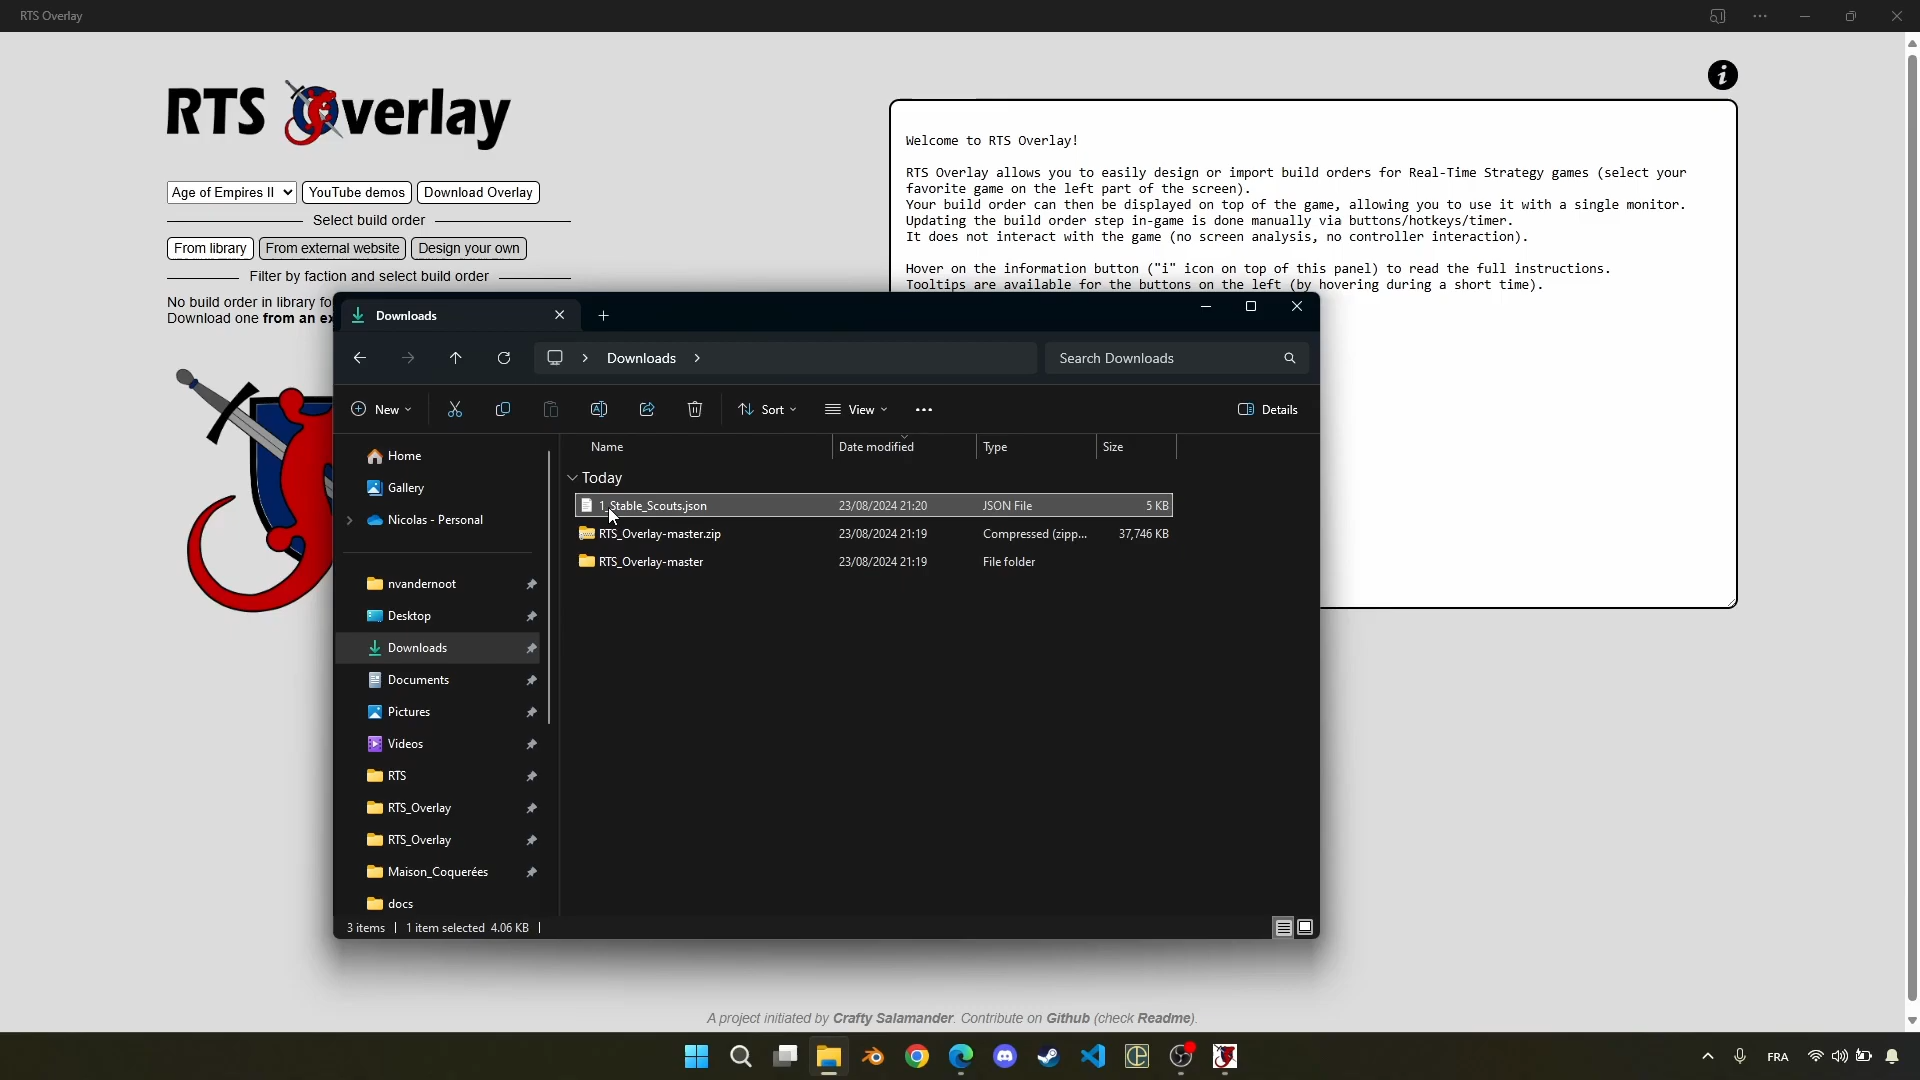 RTS Overlay
RTS Overlay
Age of Empires II
YouTube demos
Download Overlay
Select build order
From library
From external website
Design your own
Filter by faction and select build order
No build order in library fo
Download one from an ex
i
Welcome to RTS Overlay!
RTS Overlay allows you to easily design or import build orders for Real-Time Strategy games (select your
favorite game on the left part of the screen).
Your build order can then be displayed on top of the game, allowing you to use it with a single monitor.
Updating the build order step in-game is done manually via buttons/hotkeys/timer.
It does not interact with the game (no screen analysis, no controller interaction).
Hover on the information button ("i" icon on top of this panel) to read the full instructions.
Tooltips are available for the buttons on the left (by hovering during a short time).
Downloads
Downloads
Search Downloads
New
Sort
View
Details
Home
Gallery
Nicolas - Personal
nvandernoot
Desktop
Downloads
Documents
Pictures
Videos
RTS
RTS_Overlay
RTS_Overlay
Maison_Coquerées
docs
Name Date modified Type Size
Today
1_Stable_Scouts.json 23/08/2024 21:20 JSON File 5 KB
RTS_Overlay-master.zip 23/08/2024 21:19 Compressed (zipp... 37,746 KB
RTS_Overlay-master 23/08/2024 21:19 File folder
3 items 1 item selected 4.06 KB
A project initiated by Crafty Salamander. Contribute on Github (check Readme).
FRA